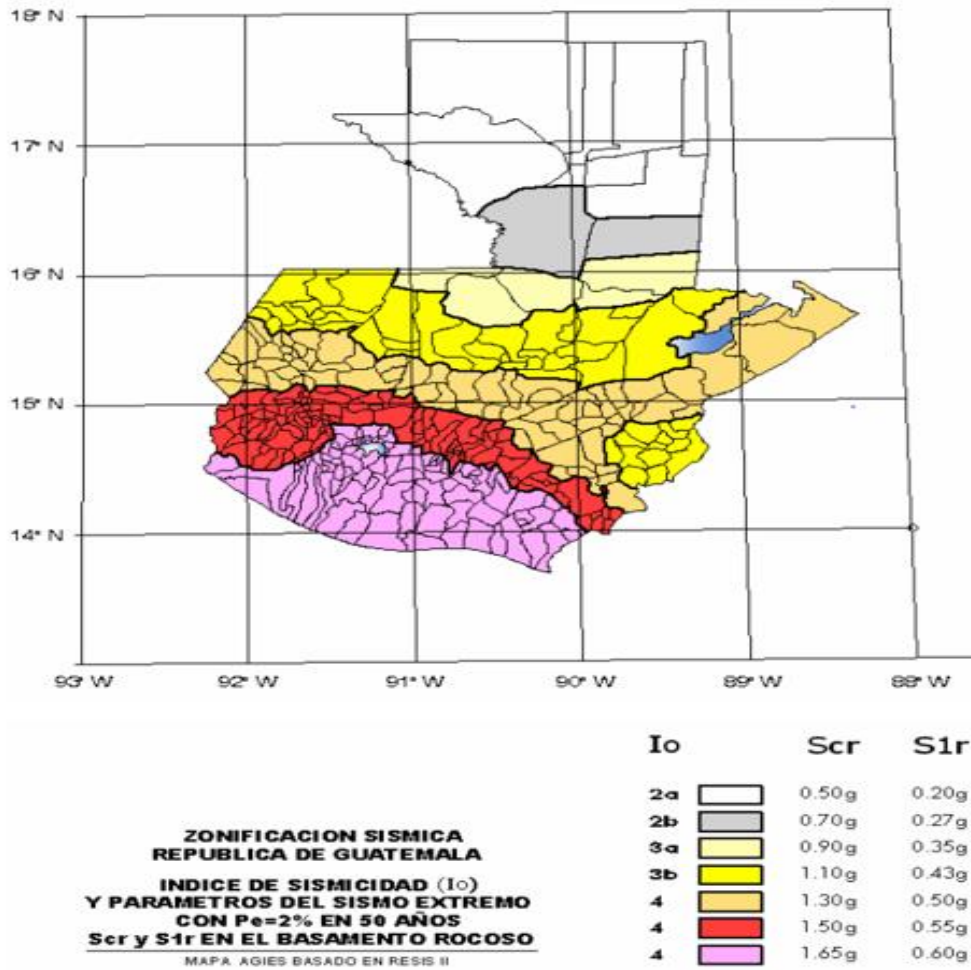 18° N
17° N
16° N
15° N
14° N
93° W 92° W 91° W 90° W 89° W 88° W
ZONIFICACION SISMICA
REPUBLICA DE GUATEMALA
INDICE DE SISMICIDAD (Io)
Y PARAMETROS DEL SISMO EXTREMO
CON Pe=2% EN 50 AÑOS
Scr y S1r EN EL BASAMENTO ROCOSO
MAPA AGIES BASADO EN RESIS II
Io Scr S1r
2a 0.50g 0.20g
2b 0.70g 0.27g
3a 0.90g 0.35g
3b 1.10g 0.43g
4 1.30g 0.50g
4 1.50g 0.55g
4 1.65g 0.60g